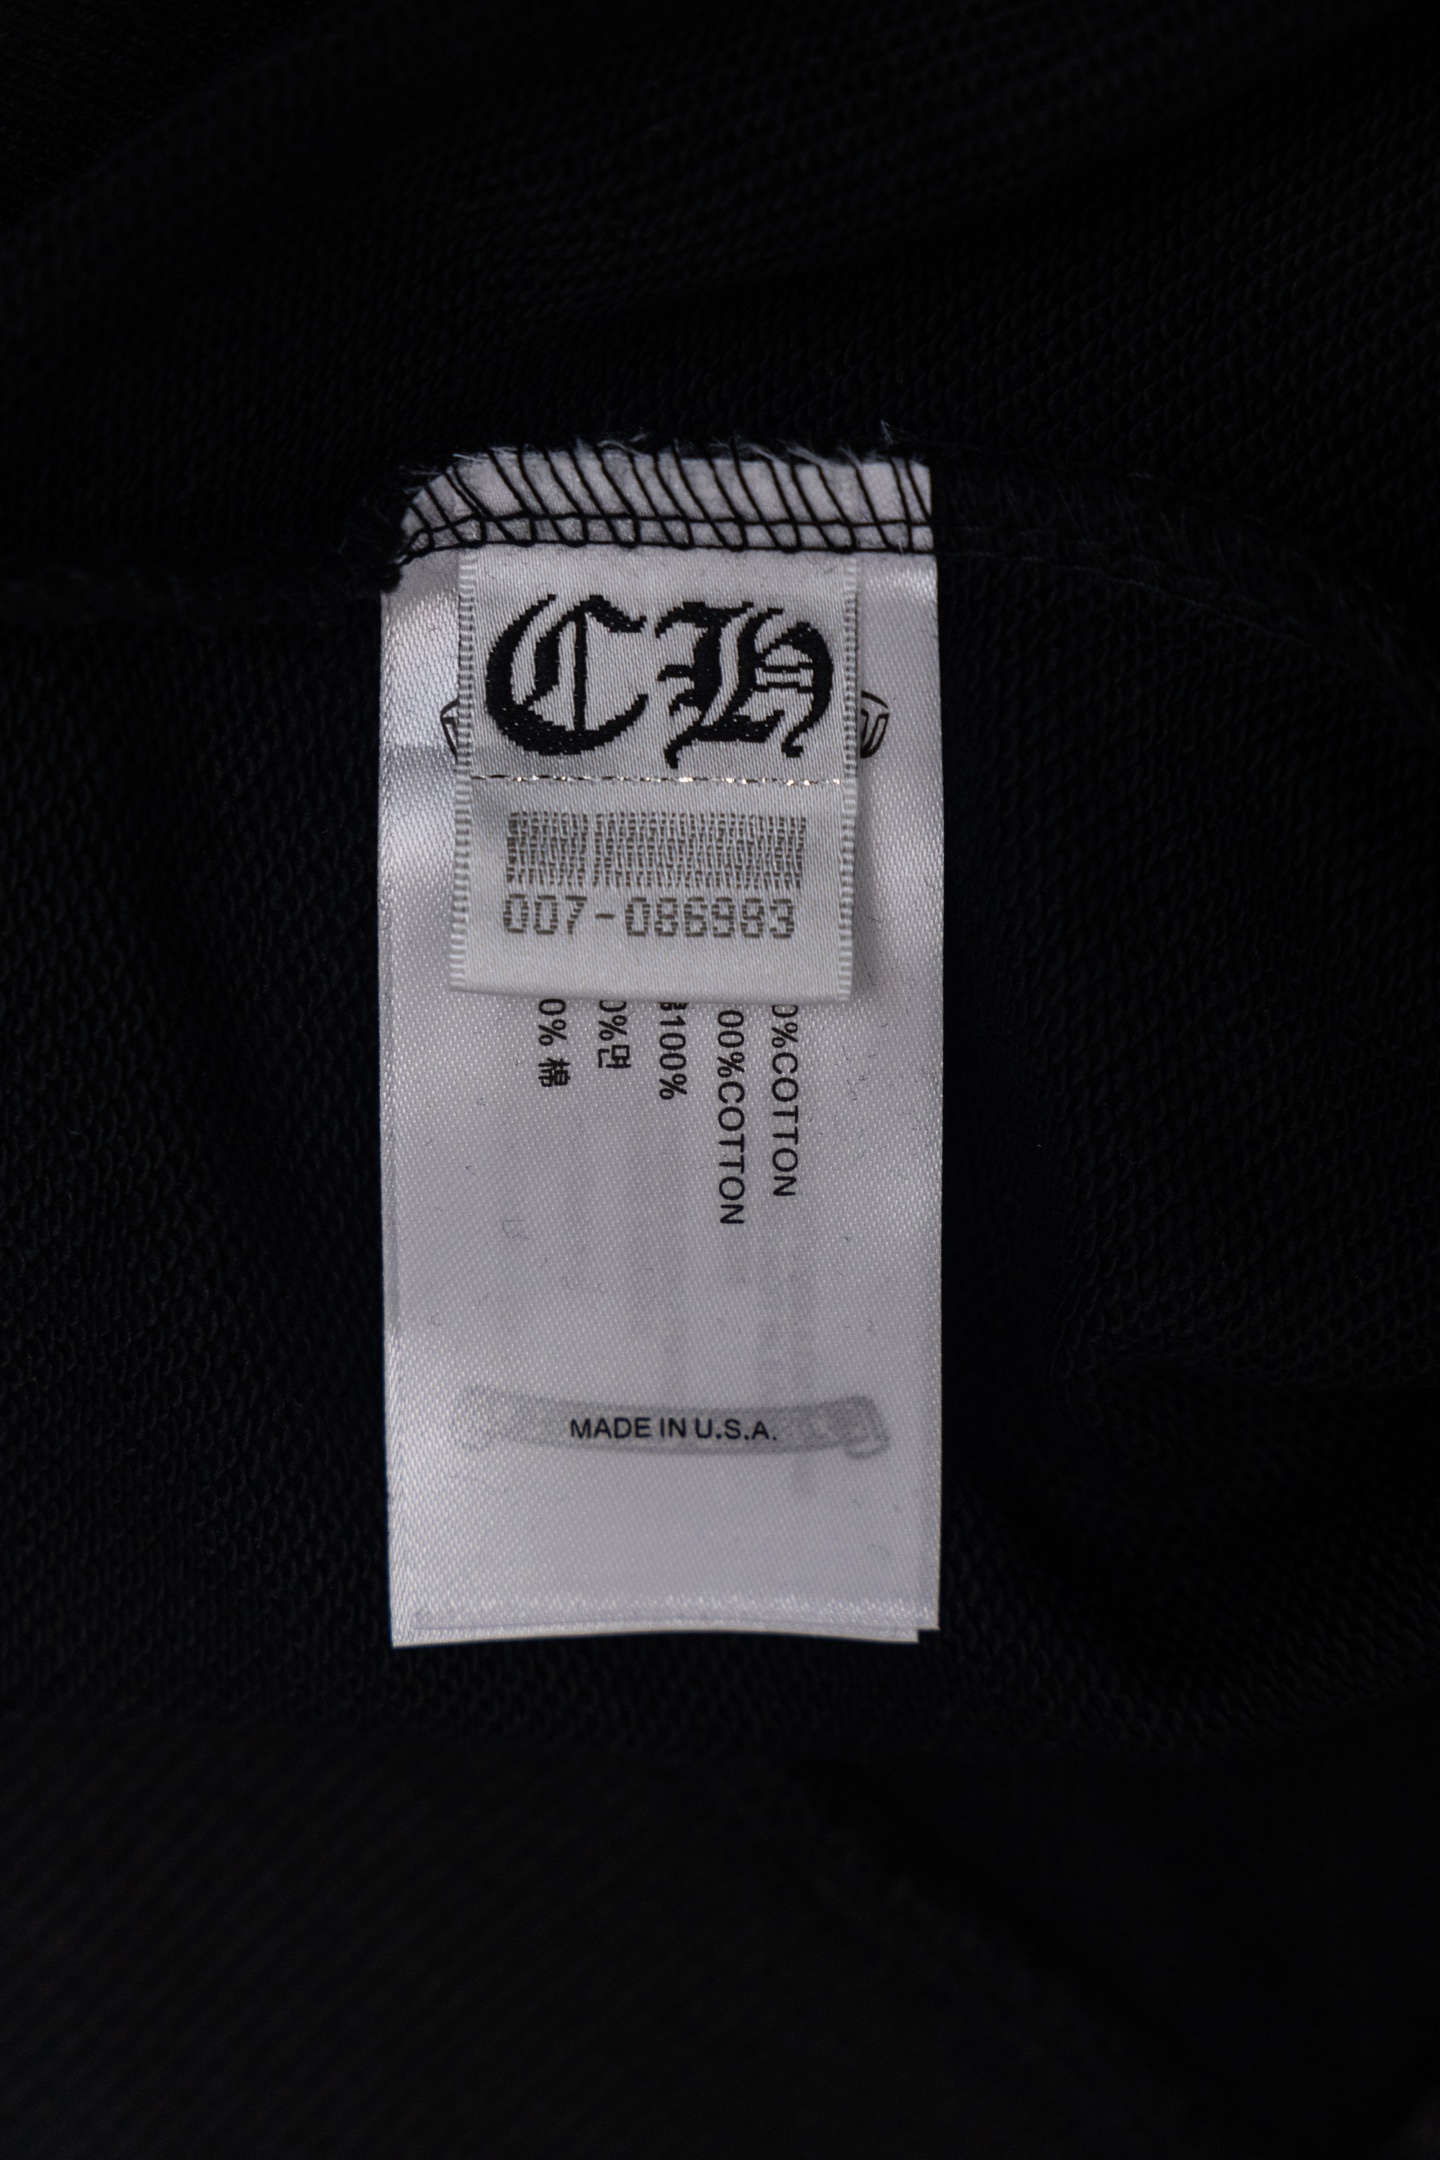 CH
007-086983
0%COTTON
00%COTTON
100%
0%면
0% 棉
MADE IN U.S.A.